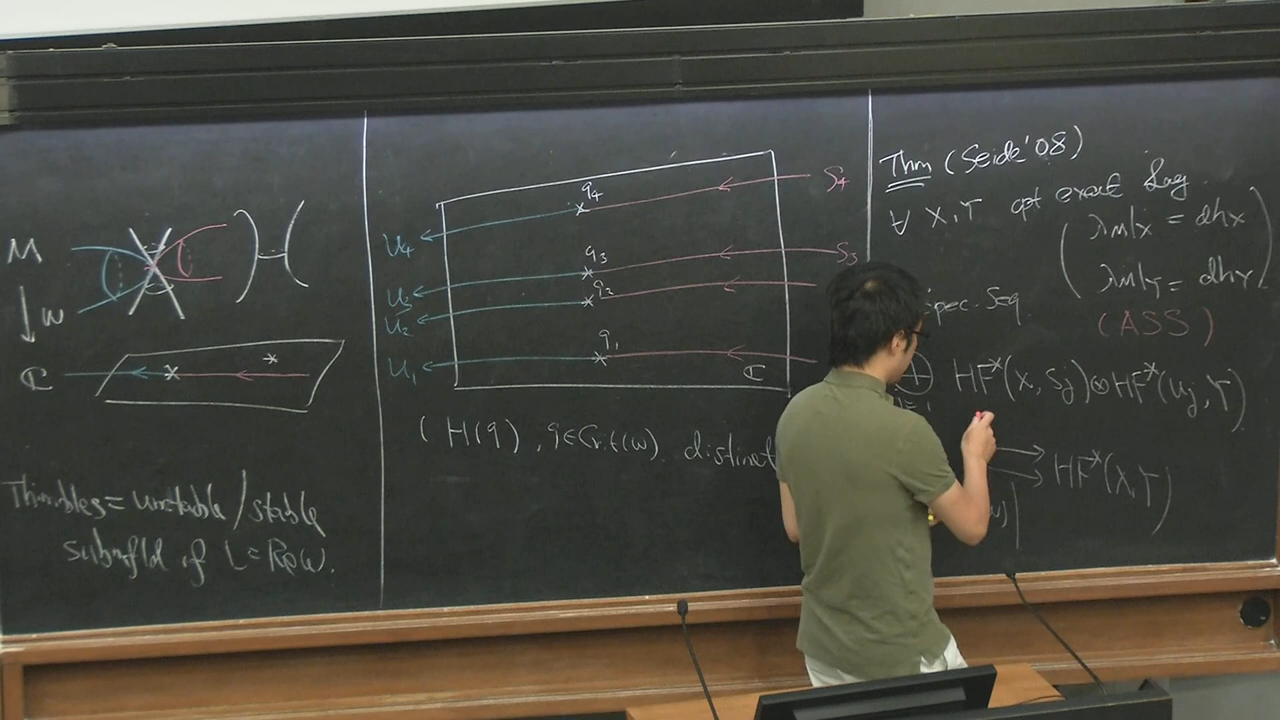 M
↓ W
ℂ
Thimbles = unstable / stable
submfld of L = Re W.
q4
S4
U4
q3
S3
U3
q2
U2
q1
U1
ℂ
( H(q), q∈Crit(W) distinct
Thm (Seidel '08)
∀ X, Y cpt exact Lag.
( λM|X = dhX
λM|Y = dhY )
Spec. Seq.
(ASS)
⊕ HF*(X, Sj) ⊗ HF*(Uj, Y)
⇒ HF*(X, Y)